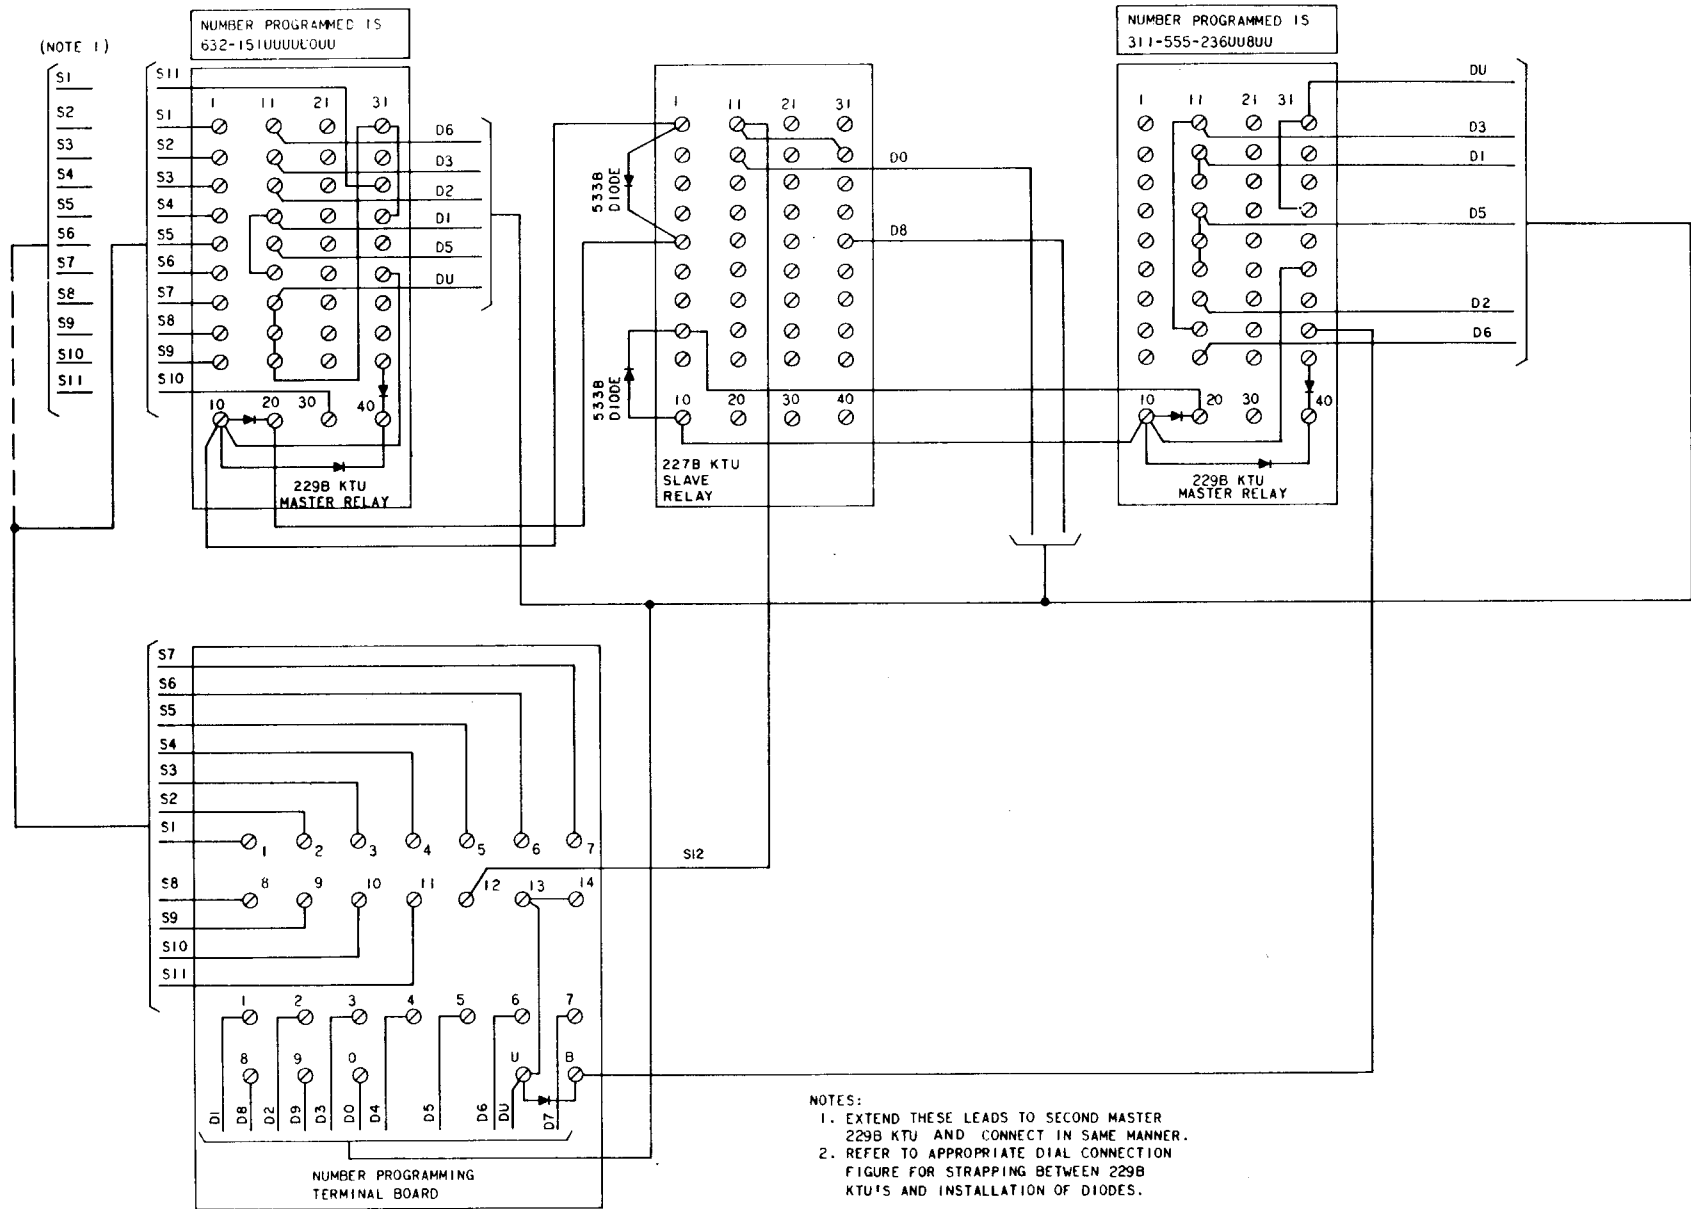 (NOTE 1)
S1
S2
S3
S4
S5
S6
S7
S8
S9
S10
S11
NUMBER PROGRAMMED IS
632-151UUUU0UU
S11
S1
S2
S3
S4
S5
S6
S7
S8
S9
S10
1 11 21 31
10 20 30 40
D6
D3
D2
D1
D5
DU
229B KTU
MASTER RELAY
1 11 21 31
533B
DIODE
533B
DIODE
10 20 30 40
D0
D8
227B KTU
SLAVE
RELAY
NUMBER PROGRAMMED IS
311-555-236UU8UU
1 11 21 31
10 20 30 40
DU
D3
D1
D5
D2
D6
229B KTU
MASTER RELAY
S7
S6
S5
S4
S3
S2
S1
S8
S9
S10
S11
1 2 3 4 5 6 7
8 9 10 11 12 13 14
S12
1 2 3 4 5 6 7
8 9 0 U B
D1 D8 D2 D9 D3 D0 D4 D5 D6 DU D7
NUMBER PROGRAMMING
TERMINAL BOARD
NOTES:
1. EXTEND THESE LEADS TO SECOND MASTER
229B KTU AND CONNECT IN SAME MANNER.
2. REFER TO APPROPRIATE DIAL CONNECTION
FIGURE FOR STRAPPING BETWEEN 229B
KTU'S AND INSTALLATION OF DIODES.